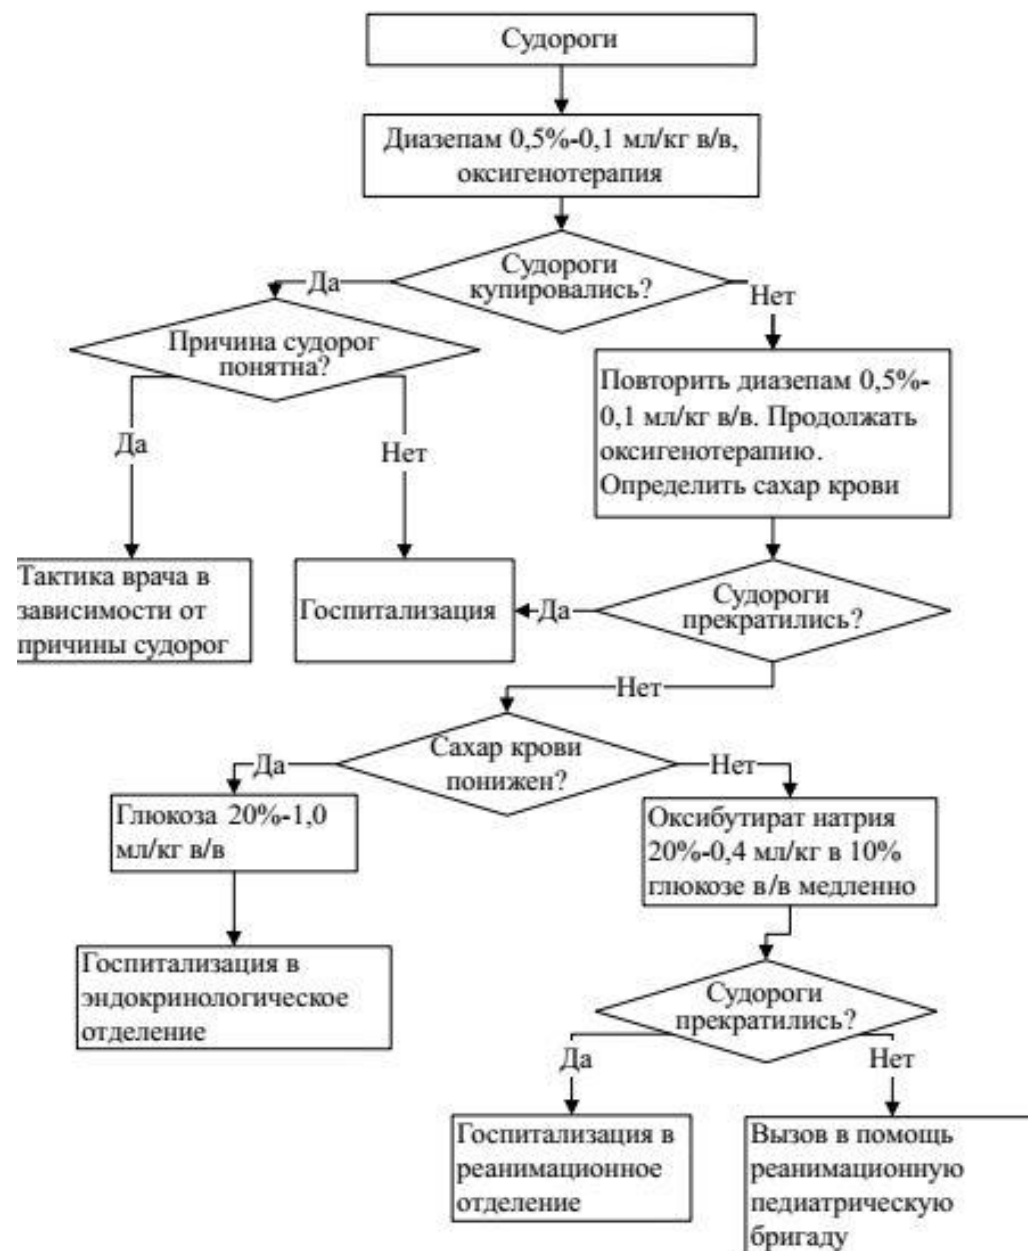 Судороги
Диазепам 0,5%-0,1 мл/кг в/в,
оксигенотерапия
Судороги
купировались?
Да
Нет
Причина судорог
понятна?
Повторить диазепам 0,5%-
0,1 мл/кг в/в. Продолжать
оксигенотерапию.
Определить сахар крови
Да
Нет
Тактика врача в
зависимости от
причины судорог
Госпитализация
Да
Судороги
прекратились?
Нет
Сахар крови
понижен?
Да
Нет
Глюкоза 20%-1,0
мл/кг в/в
Оксибутират натрия
20%-0,4 мл/кг в 10%
глюкозе в/в медленно
Госпитализация в
эндокринологическое
отделение
Судороги
прекратились?
Да
Нет
Госпитализация в
реанимационное
отделение
Вызов в помощь
реанимационную
педиатрическую
бригаду